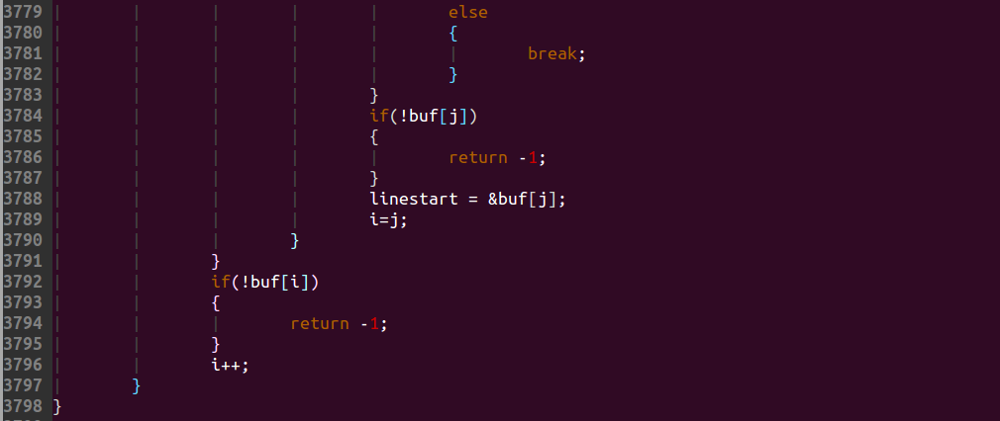 3779 else
3780 {
3781 break;
3782 }
3783 }
3784 if(!buf[j])
3785 {
3786 return -1;
3787 }
3788 linestart = &buf[j];
3789 i=j;
3790 }
3791 }
3792 if(!buf[i])
3793 {
3794 return -1;
3795 }
3796 i++;
3797 }
3798 }